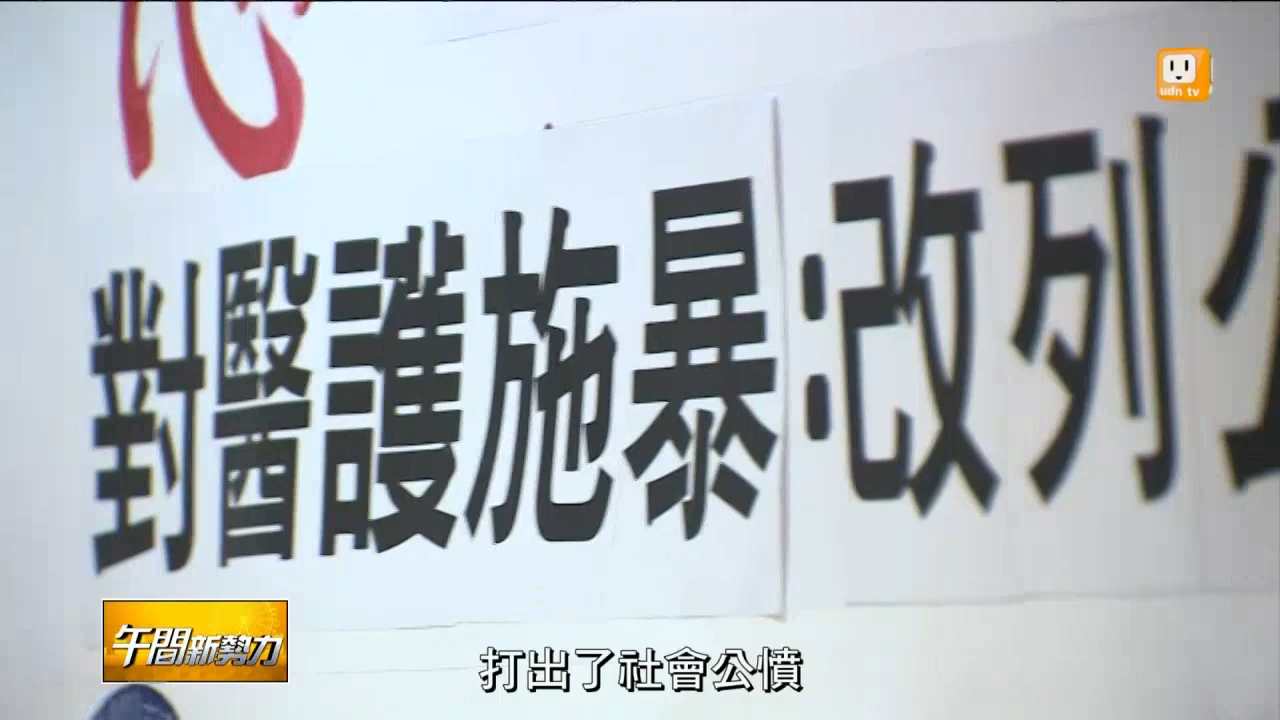 udn tv
對醫護施暴:改列公
午間新勢力
打出了社會公憤